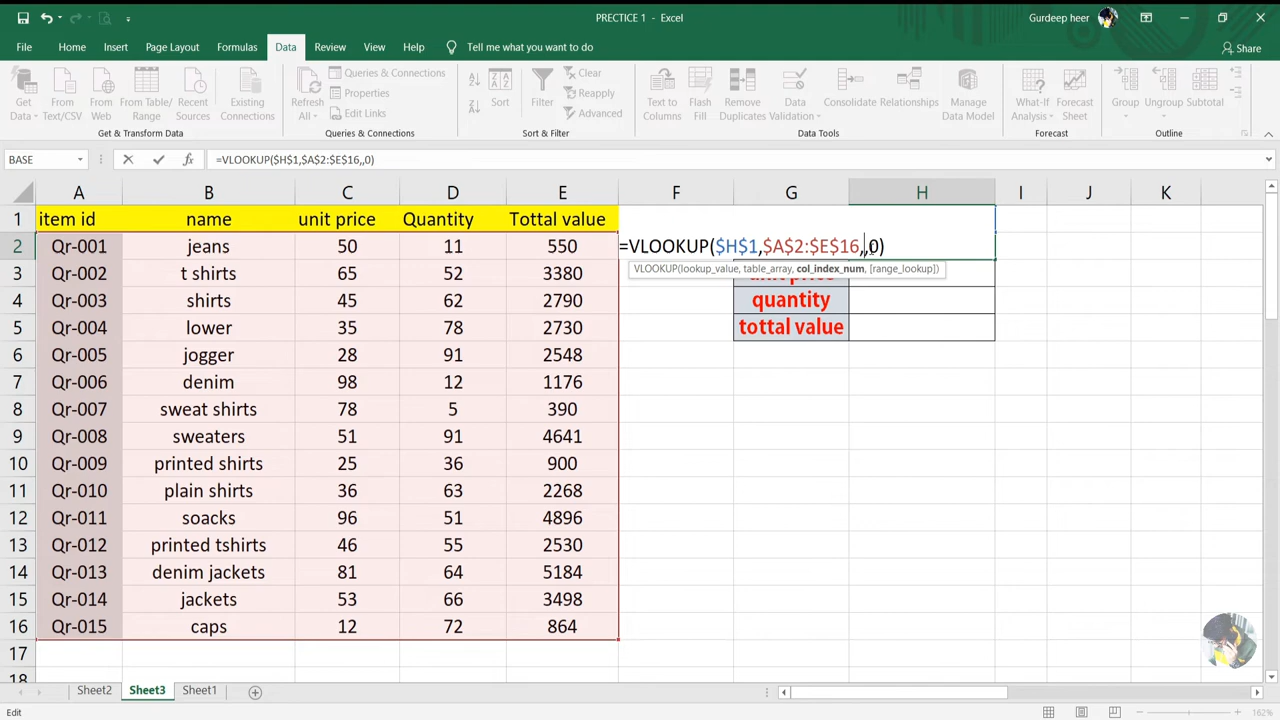 PRECTICE 1 - Excel
Gurdeep heer
File Home Insert Page Layout Formulas Data Review View Help Tell me what you want to do Share
Get Data From Text/CSV From Web From Table/Range Recent Sources Existing Connections
Get & Transform Data
Refresh All Queries & Connections Properties Edit Links
Queries & Connections
Sort Filter Clear Reapply Advanced
Sort & Filter
Text to Columns Flash Fill Remove Duplicates Data Validation Consolidate Relationships Manage Data Model
Data Tools
What-If Analysis Forecast Sheet
Forecast
Group Ungroup Subtotal
Outline
BASE =VLOOKUP($H$1,$A$2:$E$16,,0)
A B C D E F G H I J K
1 item id name unit price Quantity Tottal value
2 Qr-001 jeans 50 11 550 =VLOOKUP($H$1,$A$2:$E$16,,0)
VLOOKUP(lookup_value, table_array, col_index_num, [range_lookup])
3 Qr-002 t shirts 65 52 3380 unit price
4 Qr-003 shirts 45 62 2790 quantity
5 Qr-004 lower 35 78 2730 tottal value
6 Qr-005 jogger 28 91 2548
7 Qr-006 denim 98 12 1176
8 Qr-007 sweat shirts 78 5 390
9 Qr-008 sweaters 51 91 4641
10 Qr-009 printed shirts 25 36 900
11 Qr-010 plain shirts 36 63 2268
12 Qr-011 soacks 96 51 4896
13 Qr-012 printed tshirts 46 55 2530
14 Qr-013 denim jackets 81 64 5184
15 Qr-014 jackets 53 66 3498
16 Qr-015 caps 12 72 864
17
18
Sheet2 Sheet3 Sheet1
Edit 162%